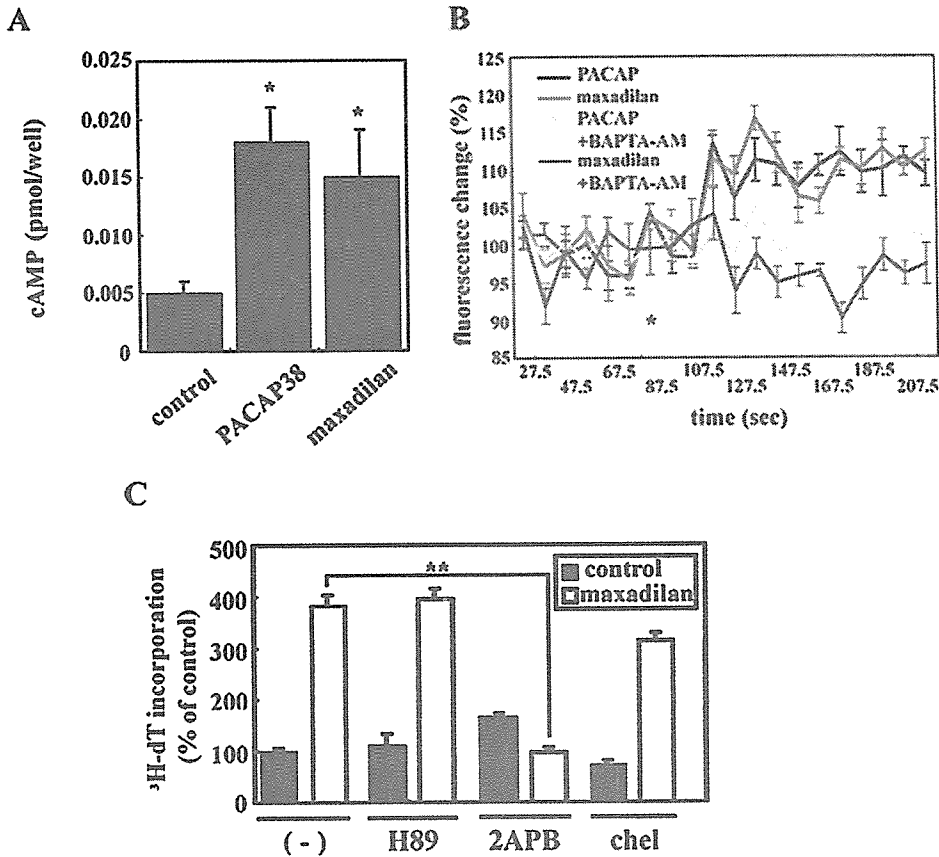 A
cAMP (pmol/well)
0.025
0.020
0.015
0.010
0.005
0
*
*
control
PACAP38
maxadilan
B
fluorescence change (%)
125
120
115
110
105
100
95
90
85
PACAP
maxadilan
PACAP
+BAPTA-AM
maxadilan
+BAPTA-AM
*
27.5 67.5 107.5 147.5 187.5
47.5 87.5 127.5 167.5 207.5
time (sec)
C
³H-dT incorporation
(% of control)
500
400
300
200
100
0
**
control
maxadilan
(-) H89 2APB chel